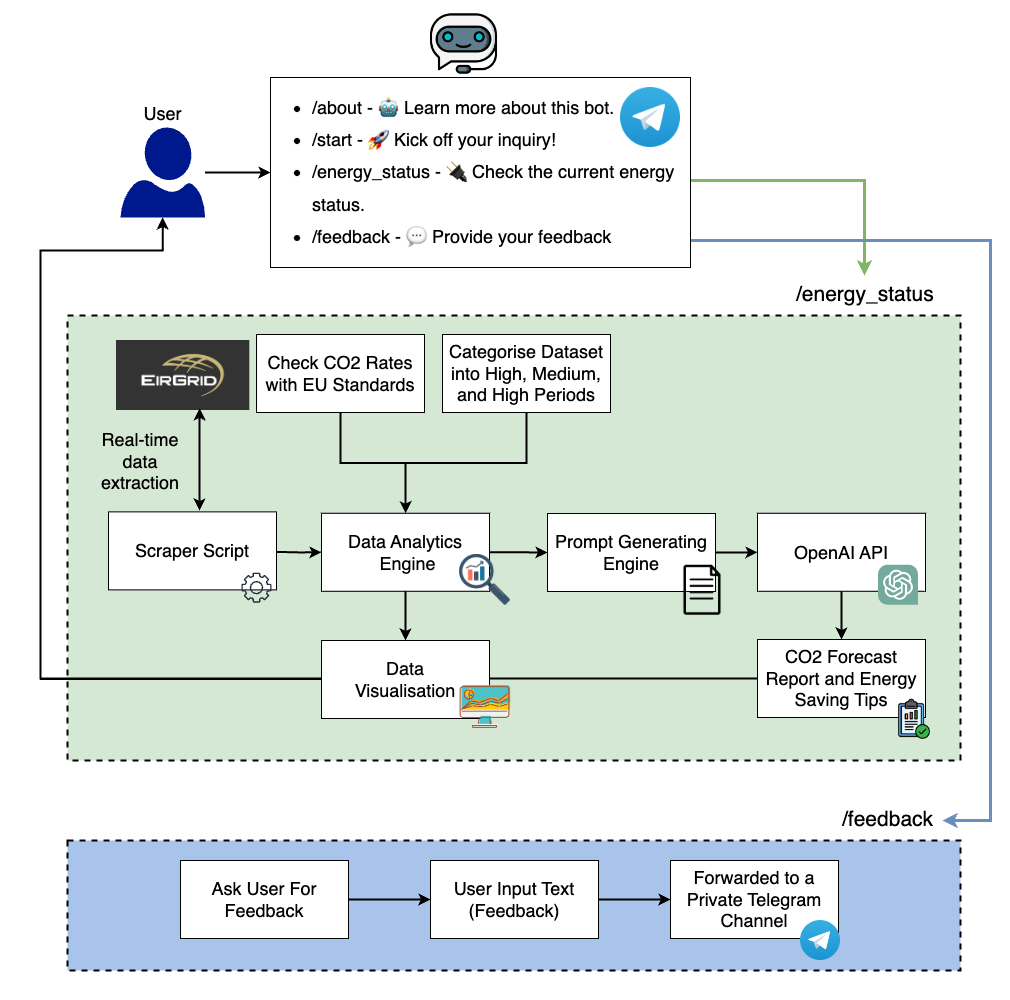 User
• /about - 🤖 Learn more about this bot.
• /start - 🚀 Kick off your inquiry!
• /energy_status - 🔌 Check the current energy
status.
• /feedback - 💬 Provide your feedback
/energy_status
EIRGRID
Check CO2 Rates
with EU Standards
Categorise Dataset
into High, Medium,
and High Periods
Real-time
data
extraction
Scraper Script
Data Analytics
Engine
Prompt Generating
Engine
OpenAI API
Data
Visualisation
CO2 Forecast
Report and Energy
Saving Tips
/feedback
Ask User For
Feedback
User Input Text
(Feedback)
Forwarded to a
Private Telegram
Channel